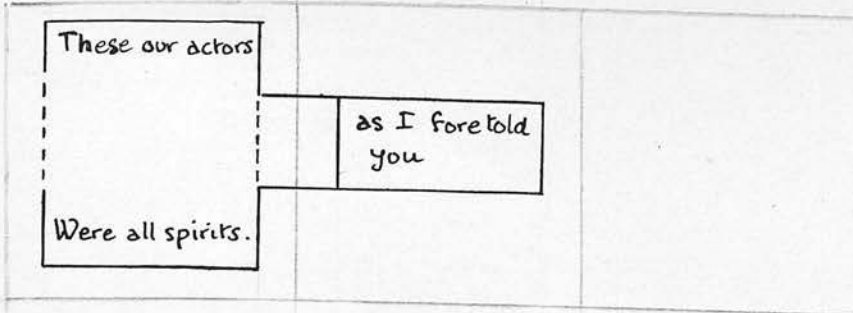 These our actors
as I foretold
you
Were all spirits.